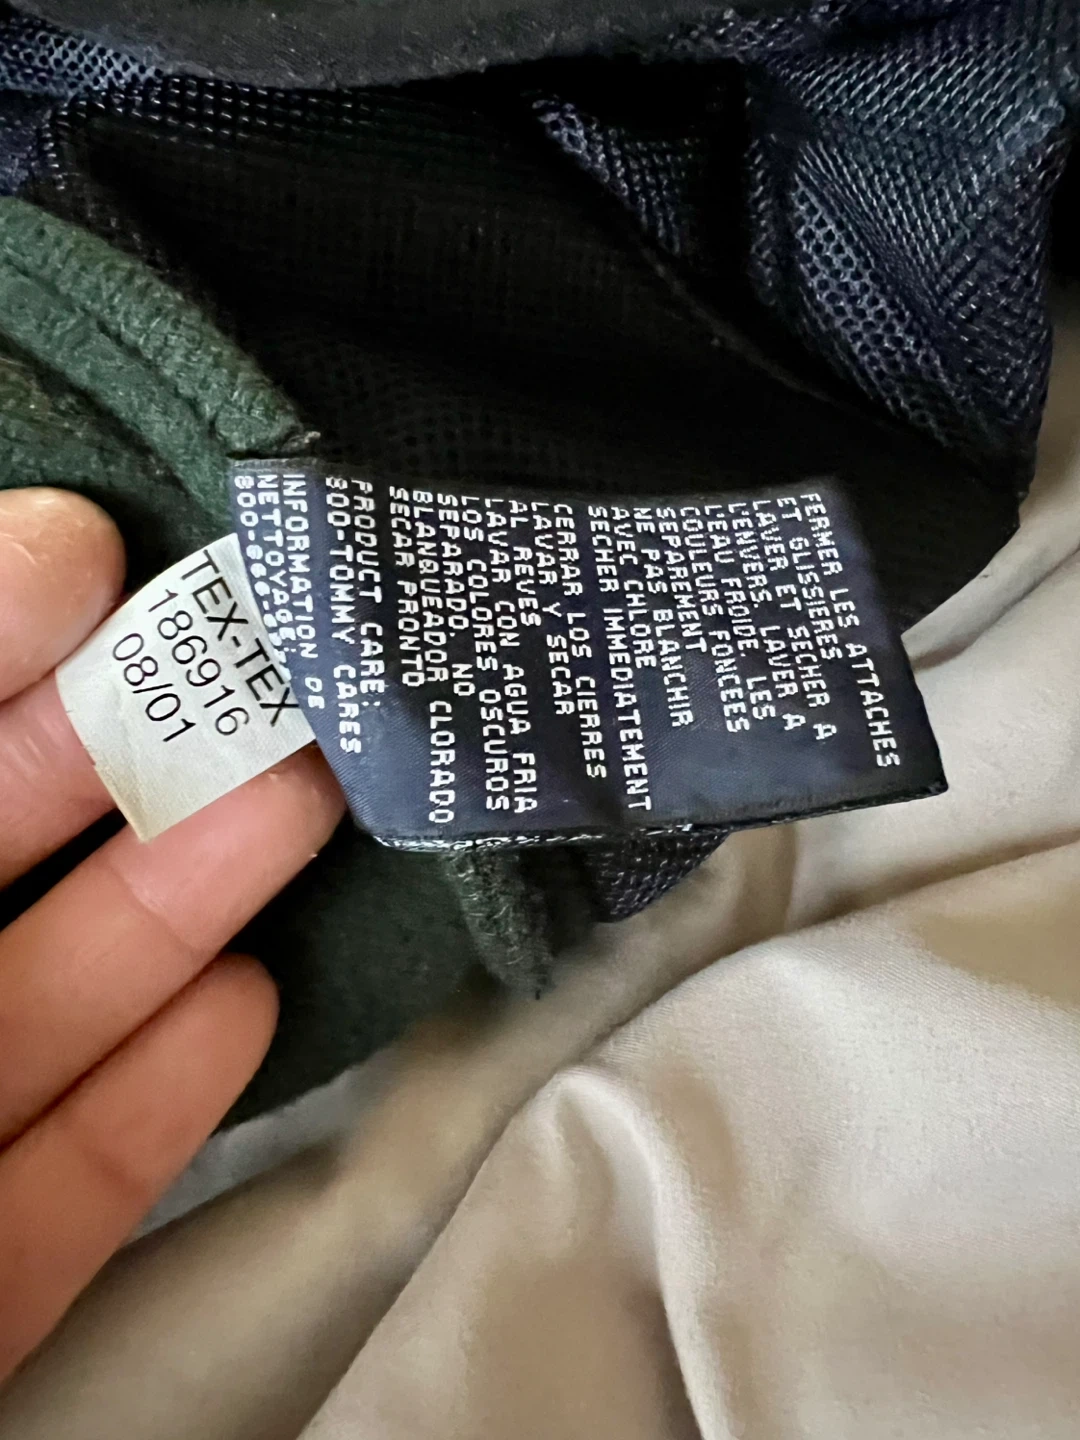 FERMER LES ATTACHES
ET GLISSIERES
LAVER ET SECHER A
L'ENVERS. LAVER A
L'EAU FROIDE. LES
COULEURS FONCEES
SEPAREMENT
NE PAS BLANCHIR
AVEC CHLORE
SECHER IMMEDIATEMENT
CERRAR LOS CIERRES
LAVAR Y SECAR
AL REVES
LAVAR CON AGUA FRIA
LOS COLORES OSCUROS
SEPARADO. NO
BLANQUEADOR CLORADO
SECAR PRONTO
PRODUCT CARE:
800-TOMMY CARES
INFORMATION DE
NETTOYAGE:
TEX-TEX
186916
08/01